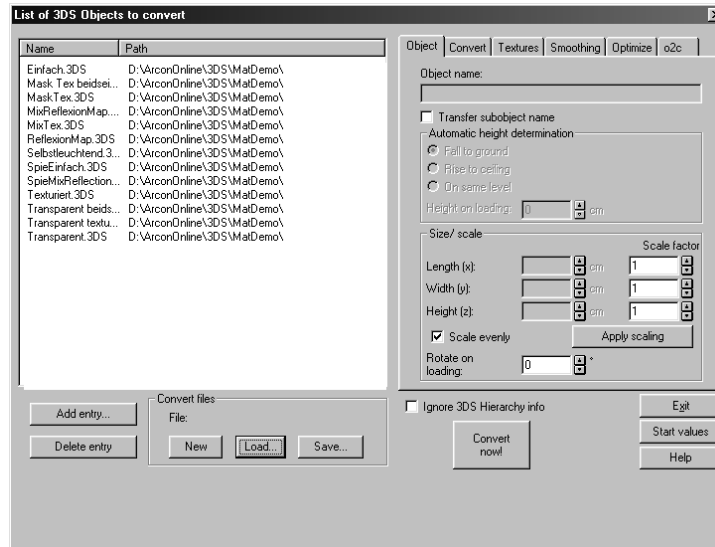 List of 3DS Objects to convert
Name Path
Einfach.3DS D:\ArconOnline\3DS\MatDemo\
Mask Tex beidsei... D:\ArconOnline\3DS\MatDemo\
MaskTex.3DS D:\ArconOnline\3DS\MatDemo\
MixReflexionMap.... D:\ArconOnline\3DS\MatDemo\
MixTex.3DS D:\ArconOnline\3DS\MatDemo\
ReflexionMap.3DS D:\ArconOnline\3DS\MatDemo\
Selbstleuchtend.3... D:\ArconOnline\3DS\MatDemo\
SpieEinfach.3DS D:\ArconOnline\3DS\MatDemo\
SpieMixReflection... D:\ArconOnline\3DS\MatDemo\
Texturiert.3DS D:\ArconOnline\3DS\MatDemo\
Transparent beids... D:\ArconOnline\3DS\MatDemo\
Transparent textu... D:\ArconOnline\3DS\MatDemo\
Transparent.3DS D:\ArconOnline\3DS\MatDemo\
Object Convert Textures Smoothing Optimize o2c
Object name:
Transfer subobject name
Automatic height determination
Fall to ground
Rise to ceiling
On same level
Height on loading: 0 cm
Size/ scale
Scale factor
Length (x): cm 1
Width (y): cm 1
Height (z): cm 1
Scale evenly Apply scaling
Rotate on
loading: 0 °
Add entry...
Delete entry
Convert files
File:
New Load... Save...
Ignore 3DS Hierarchy info
Convert
now!
Exit
Start values
Help